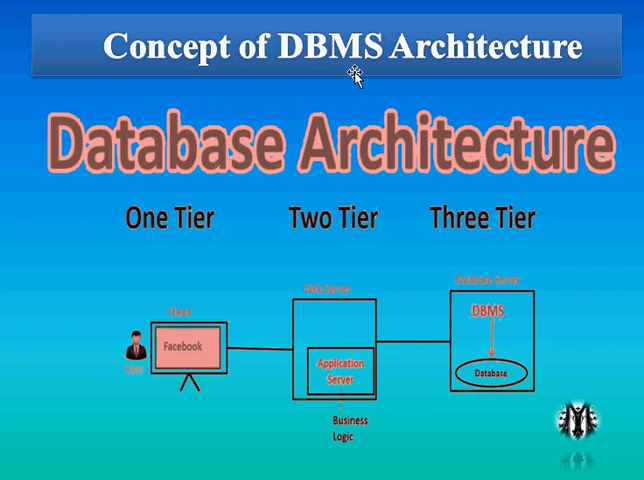 Concept of DBMS Architecture
Database Architecture
One Tier Two Tier Three Tier
Database Server
Web Server
DBMS
Client
Facebook
Application
Server
Database
User
Business
Logic